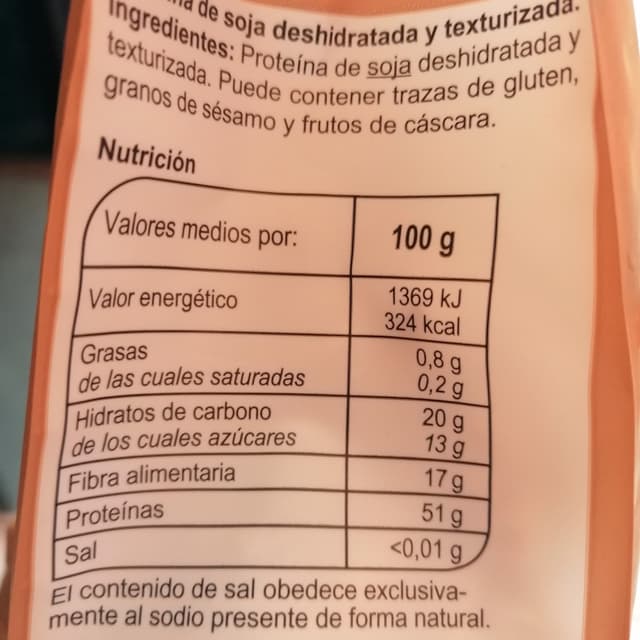 de soja deshidratada y texturizada.
Ingredientes: Proteína de soja deshidratada y
texturizada. Puede contener trazas de gluten,
granos de sésamo y frutos de cáscara.
Nutrición
Valores medios por: 100 g
Valor energético 1369 kJ
324 kcal
Grasas 0,8 g
de las cuales saturadas 0,2 g
Hidratos de carbono 20 g
de los cuales azúcares 13 g
Fibra alimentaria 17 g
Proteínas 51 g
Sal <0,01 g
El contenido de sal obedece exclusiva-
mente al sodio presente de forma natural.